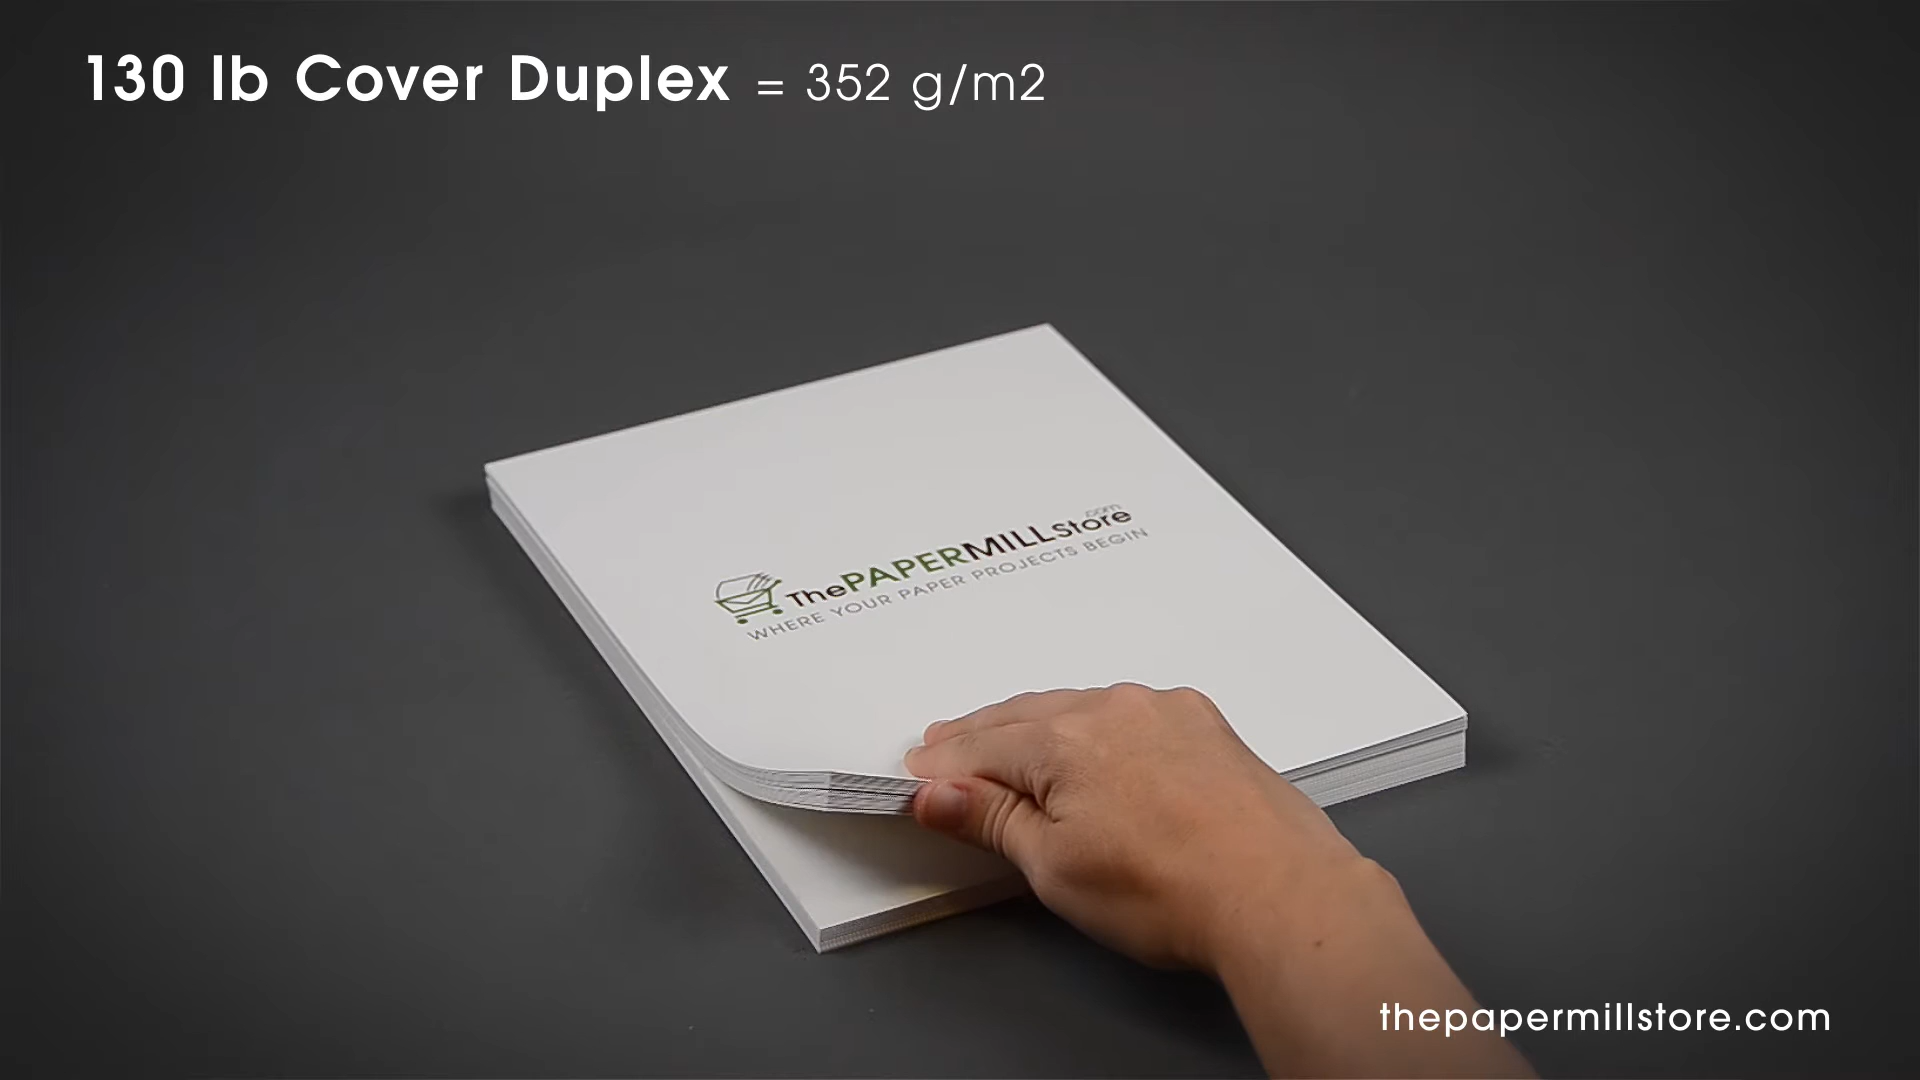 130 lb Cover Duplex = 352 g/m2
.com
ThePAPERMILLStore
WHERE YOUR PAPER PROJECTS BEGIN
thepapermillstore.com